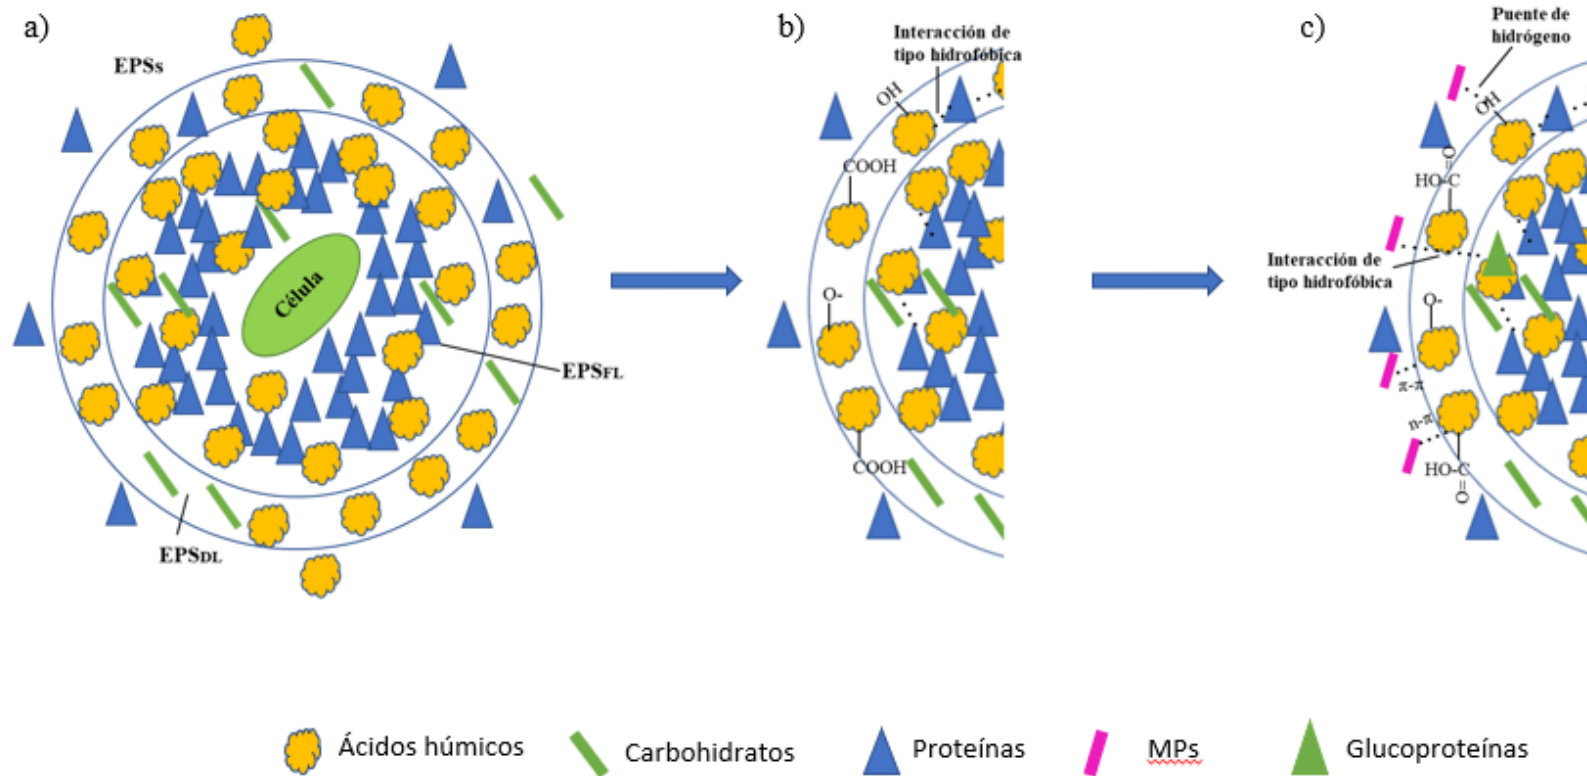 a)
EPSs
Célula
EPSFL
EPSDL
b)
Interacción de
tipo hidrofóbica
OH
COOH
O-
COOH
c)
Puente de
hidrógeno
OH
O
=
HO-C
Interacción de
tipo hidrofóbica
O-
π-π
n-π
HO-C
=
O
Ácidos húmicos
Carbohidratos
Proteínas
MPs
Glucoproteínas